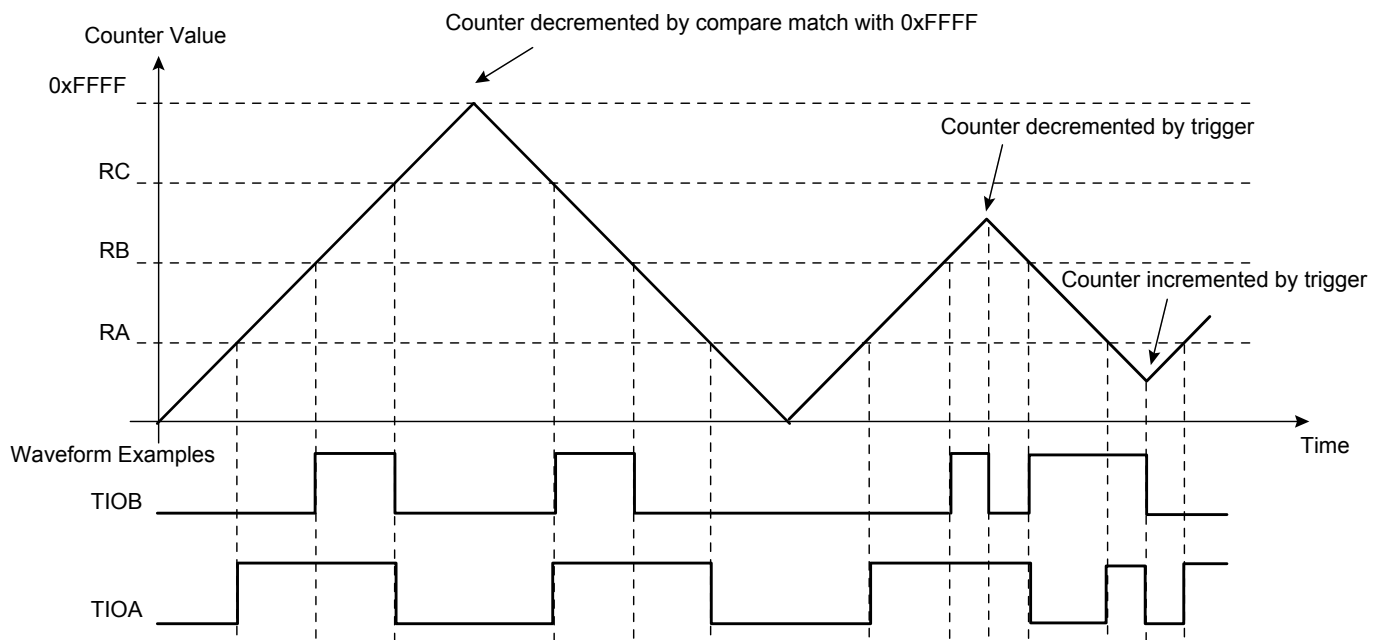 Counter decremented by compare match with 0xFFFF
Counter Value
0xFFFF
Counter decremented by trigger
RC
RB
Counter incremented by trigger
RA
Time
Waveform Examples
TIOB
TIOA